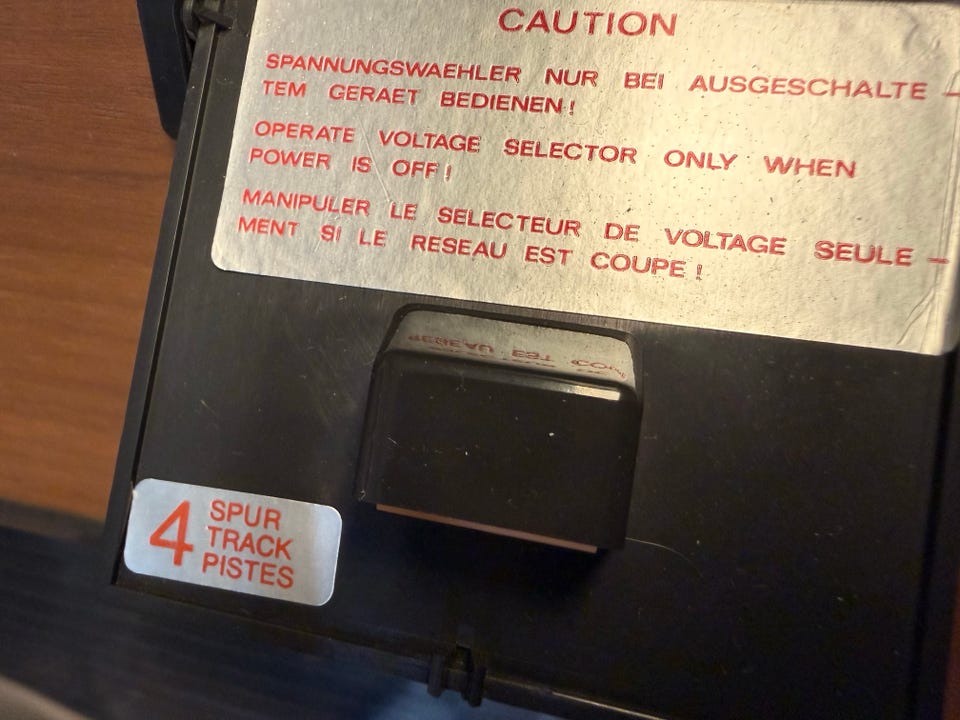 CAUTION
SPANNUNGSWAEHLER NUR BEI AUSGESCHALTE –
TEM GERAET BEDIENEN!
OPERATE VOLTAGE SELECTOR ONLY WHEN
POWER IS OFF!
MANIPULER LE SELECTEUR DE VOLTAGE SEULE –
MENT SI LE RESEAU EST COUPE!
4 SPUR
TRACK
PISTES